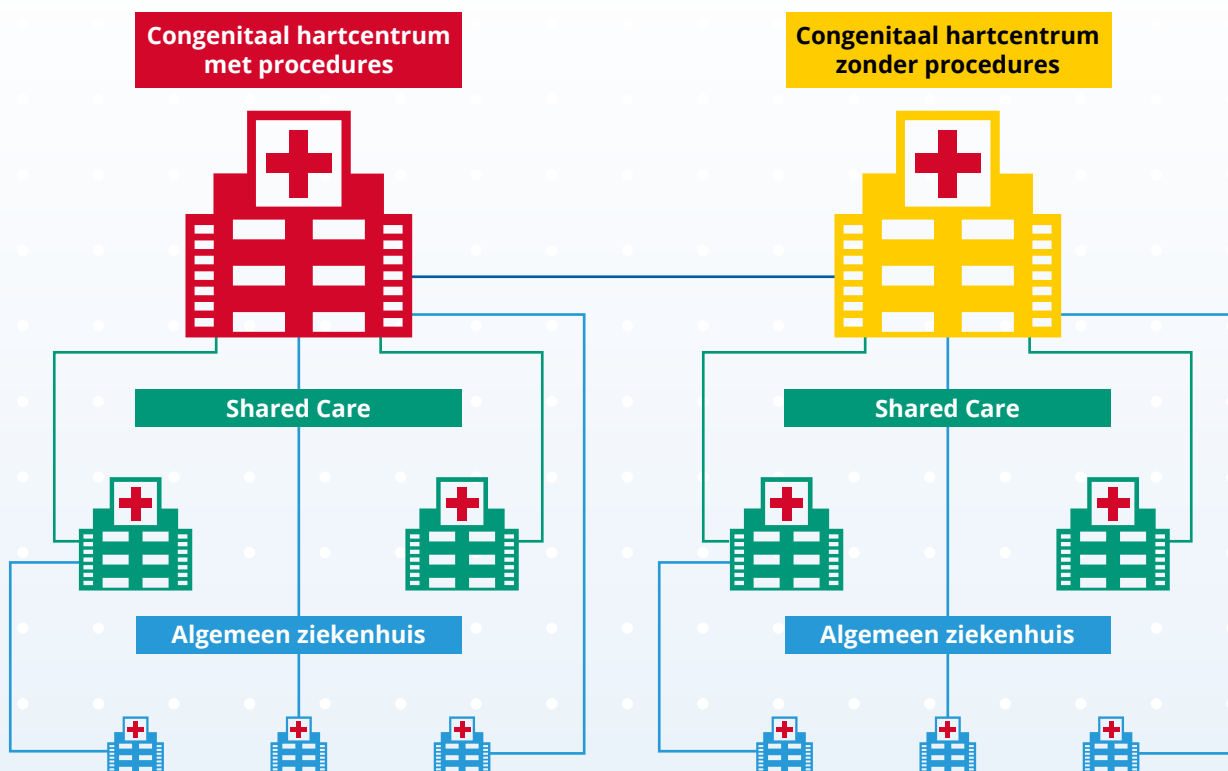 Congenitaal hartcentrum
met procedures
Congenitaal hartcentrum
zonder procedures
Shared Care
Shared Care
Algemeen ziekenhuis
Algemeen ziekenhuis